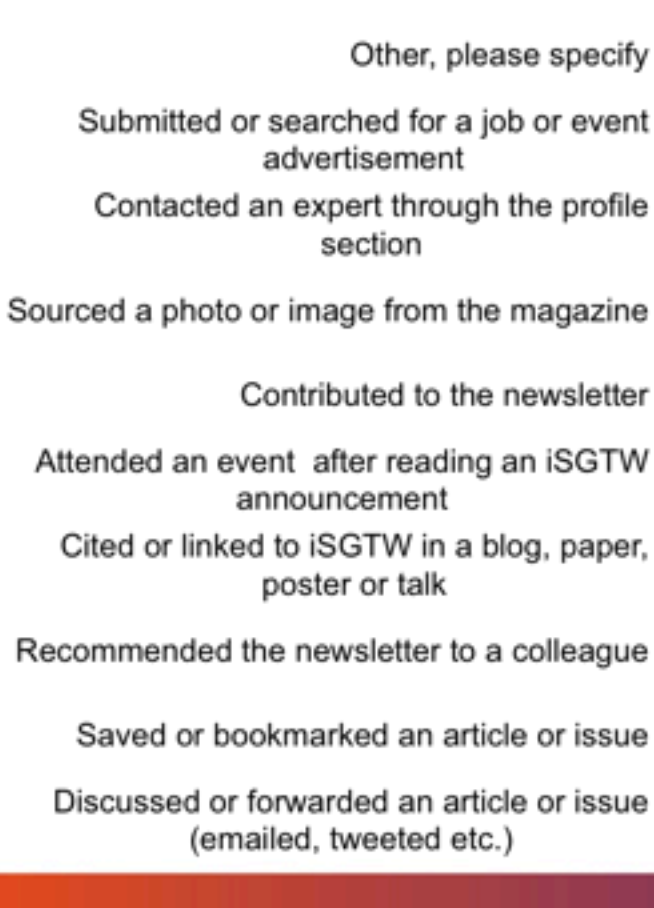 Other, please specify
Submitted or searched for a job or event
advertisement
Contacted an expert through the profile
section
Sourced a photo or image from the magazine
Contributed to the newsletter
Attended an event  after reading an iSGTW
announcement
Cited or linked to iSGTW in a blog, paper,
poster or talk
Recommended the newsletter to a colleague
Saved or bookmarked an article or issue
Discussed or forwarded an article or issue
(emailed, tweeted etc.)